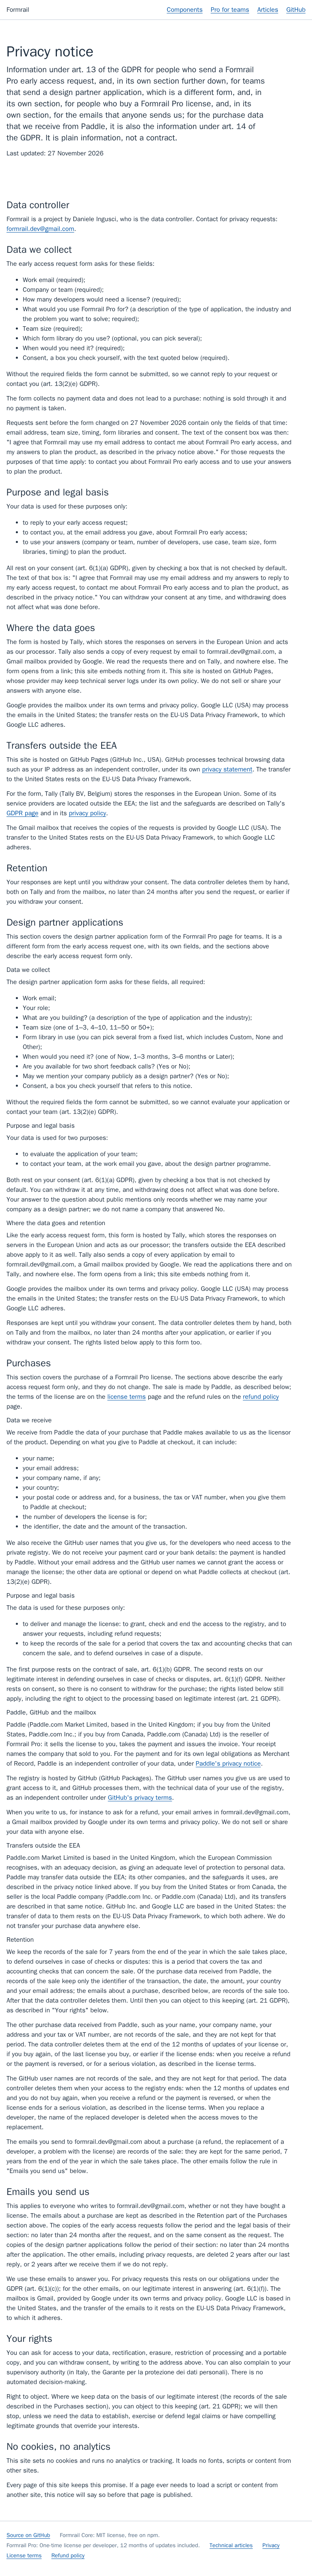 Formrail
Components Pro for teams Articles GitHub
Privacy notice
Information under art. 13 of the GDPR for people who send a Formrail
Pro early access request, and, in its own section further down, for teams
that send a design partner application, which is a different form, and, in
its own section, for people who buy a Formrail Pro license, and, in its
own section, for the emails that anyone sends us; for the purchase data
that we receive from Paddle, it is also the information under art. 14 of
the GDPR. It is plain information, not a contract.
Last updated: 27 November 2026
Data controller
Formrail is a project by Daniele Ingusci, who is the data controller. Contact for privacy requests:
formrail.dev@gmail.com.
Data we collect
The early access request form asks for these fields:
Work email (required);
Company or team (required);
How many developers would need a license? (required);
What would you use Formrail Pro for? (a description of the type of application, the industry and
the problem you want to solve; required);
Team size (required);
Which form library do you use? (optional, you can pick several);
When would you need it? (required);
Consent, a box you check yourself, with the text quoted below (required).
Without the required fields the form cannot be submitted, so we cannot reply to your request or
contact you (art. 13(2)(e) GDPR).
The form collects no payment data and does not lead to a purchase: nothing is sold through it and
no payment is taken.
Requests sent before the form changed on 27 November 2026 contain only the fields of that time:
email address, team size, timing, form libraries and consent. The text of the consent box was then:
"I agree that Formrail may use my email address to contact me about Formrail Pro early access, and
my answers to plan the product, as described in the privacy notice above." For those requests the
purposes of that time apply: to contact you about Formrail Pro early access and to use your answers
to plan the product.
Purpose and legal basis
Your data is used for these purposes only:
to reply to your early access request;
to contact you, at the email address you gave, about Formrail Pro early access;
to use your answers (company or team, number of developers, use case, team size, form
libraries, timing) to plan the product.
All rest on your consent (art. 6(1)(a) GDPR), given by checking a box that is not checked by default.
The text of that box is: "I agree that Formrail may use my email address and my answers to reply to
my early access request, to contact me about Formrail Pro early access and to plan the product, as
described in the privacy notice." You can withdraw your consent at any time, and withdrawing does
not affect what was done before.
Where the data goes
The form is hosted by Tally, which stores the responses on servers in the European Union and acts
as our processor. Tally also sends a copy of every request by email to formrail.dev@gmail.com, a
Gmail mailbox provided by Google. We read the requests there and on Tally, and nowhere else. The
form opens from a link; this site embeds nothing from it. This site is hosted on GitHub Pages,
whose provider may keep technical server logs under its own policy. We do not sell or share your
answers with anyone else.
Google provides the mailbox under its own terms and privacy policy. Google LLC (USA) may process
the emails in the United States; the transfer rests on the EU-US Data Privacy Framework, to which
Google LLC adheres.
Transfers outside the EEA
This site is hosted on GitHub Pages (GitHub Inc., USA). GitHub processes technical browsing data
such as your IP address as an independent controller, under its own privacy statement. The transfer
to the United States rests on the EU-US Data Privacy Framework.
For the form, Tally (Tally BV, Belgium) stores the responses in the European Union. Some of its
service providers are located outside the EEA; the list and the safeguards are described on Tally's
GDPR page and in its privacy policy.
The Gmail mailbox that receives the copies of the requests is provided by Google LLC (USA). The
transfer to the United States rests on the EU-US Data Privacy Framework, to which Google LLC
adheres.
Retention
Your responses are kept until you withdraw your consent. The data controller deletes them by hand,
both on Tally and from the mailbox, no later than 24 months after you send the request, or earlier if
you withdraw your consent.
Design partner applications
This section covers the design partner application form of the Formrail Pro page for teams. It is a
different form from the early access request one, with its own fields, and the sections above
describe the early access request form only.
Data we collect
The design partner application form asks for these fields, all required:
Work email;
Your role;
What are you building? (a description of the type of application and the industry);
Team size (one of 1–3, 4–10, 11–50 or 50+);
Form library in use (you can pick several from a fixed list, which includes Custom, None and
Other);
When would you need it? (one of Now, 1–3 months, 3–6 months or Later);
Are you available for two short feedback calls? (Yes or No);
May we mention your company publicly as a design partner? (Yes or No);
Consent, a box you check yourself that refers to this notice.
Without the required fields the form cannot be submitted, so we cannot evaluate your application or
contact your team (art. 13(2)(e) GDPR).
Purpose and legal basis
Your data is used for two purposes:
to evaluate the application of your team;
to contact your team, at the work email you gave, about the design partner programme.
Both rest on your consent (art. 6(1)(a) GDPR), given by checking a box that is not checked by
default. You can withdraw it at any time, and withdrawing does not affect what was done before.
Your answer to the question about public mentions only records whether we may name your
company as a design partner; we do not name a company that answered No.
Where the data goes and retention
Like the early access request form, this form is hosted by Tally, which stores the responses on
servers in the European Union and acts as our processor; the transfers outside the EEA described
above apply to it as well. Tally also sends a copy of every application by email to
formrail.dev@gmail.com, a Gmail mailbox provided by Google. We read the applications there and on
Tally, and nowhere else. The form opens from a link; this site embeds nothing from it.
Google provides the mailbox under its own terms and privacy policy. Google LLC (USA) may process
the emails in the United States; the transfer rests on the EU-US Data Privacy Framework, to which
Google LLC adheres.
Responses are kept until you withdraw your consent. The data controller deletes them by hand, both
on Tally and from the mailbox, no later than 24 months after your application, or earlier if you
withdraw your consent. The rights listed below apply to this form too.
Purchases
This section covers the purchase of a Formrail Pro license. The sections above describe the early
access request form only, and they do not change. The sale is made by Paddle, as described below;
the terms of the license are on the license terms page and the refund rules on the refund policy
page.
Data we receive
We receive from Paddle the data of your purchase that Paddle makes available to us as the licensor
of the product. Depending on what you give to Paddle at checkout, it can include:
your name;
your email address;
your company name, if any;
your country;
your postal code or address and, for a business, the tax or VAT number, when you give them
to Paddle at checkout;
the number of developers the license is for;
the identifier, the date and the amount of the transaction.
We also receive the GitHub user names that you give us, for the developers who need access to the
private registry. We do not receive your payment card or your bank details: the payment is handled
by Paddle. Without your email address and the GitHub user names we cannot grant the access or
manage the license; the other data are optional or depend on what Paddle collects at checkout (art.
13(2)(e) GDPR).
Purpose and legal basis
The data is used for these purposes only:
to deliver and manage the license: to grant, check and end the access to the registry, and to
answer your requests, including refund requests;
to keep the records of the sale for a period that covers the tax and accounting checks that can
concern the sale, and to defend ourselves in case of a dispute.
The first purpose rests on the contract of sale, art. 6(1)(b) GDPR. The second rests on our
legitimate interest in defending ourselves in case of checks or disputes, art. 6(1)(f) GDPR. Neither
rests on consent, so there is no consent to withdraw for the purchase; the rights listed below still
apply, including the right to object to the processing based on legitimate interest (art. 21 GDPR).
Paddle, GitHub and the mailbox
Paddle (Paddle.com Market Limited, based in the United Kingdom; if you buy from the United
States, Paddle.com Inc.; if you buy from Canada, Paddle.com (Canada) Ltd) is the reseller of
Formrail Pro: it sells the license to you, takes the payment and issues the invoice. Your receipt
names the company that sold to you. For the payment and for its own legal obligations as Merchant
of Record, Paddle is an independent controller of your data, under Paddle's privacy notice.
The registry is hosted by GitHub (GitHub Packages). The GitHub user names you give us are used to
grant access to it, and GitHub processes them, with the technical data of your use of the registry,
as an independent controller under GitHub's privacy terms.
When you write to us, for instance to ask for a refund, your email arrives in formrail.dev@gmail.com,
a Gmail mailbox provided by Google under its own terms and privacy policy. We do not sell or share
your data with anyone else.
Transfers outside the EEA
Paddle.com Market Limited is based in the United Kingdom, which the European Commission
recognises, with an adequacy decision, as giving an adequate level of protection to personal data.
Paddle may transfer data outside the EEA; its other companies, and the safeguards it uses, are
described in the privacy notice linked above. If you buy from the United States or from Canada, the
seller is the local Paddle company (Paddle.com Inc. or Paddle.com (Canada) Ltd), and its transfers
are described in that same notice. GitHub Inc. and Google LLC are based in the United States: the
transfer of data to them rests on the EU-US Data Privacy Framework, to which both adhere. We do
not transfer your purchase data anywhere else.
Retention
We keep the records of the sale for 7 years from the end of the year in which the sale takes place,
to defend ourselves in case of checks or disputes: this is a period that covers the tax and
accounting checks that can concern the sale. Of the purchase data received from Paddle, the
records of the sale keep only the identifier of the transaction, the date, the amount, your country
and your email address; the emails about a purchase, described below, are records of the sale too.
After that the data controller deletes them. Until then you can object to this keeping (art. 21 GDPR),
as described in "Your rights" below.
The other purchase data received from Paddle, such as your name, your company name, your
address and your tax or VAT number, are not records of the sale, and they are not kept for that
period. The data controller deletes them at the end of the 12 months of updates of your license or,
if you buy again, of the last license you buy, or earlier if the license ends: when you receive a refund
or the payment is reversed, or for a serious violation, as described in the license terms.
The GitHub user names are not records of the sale, and they are not kept for that period. The data
controller deletes them when your access to the registry ends: when the 12 months of updates end
and you do not buy again, when you receive a refund or the payment is reversed, or when the
license ends for a serious violation, as described in the license terms. When you replace a
developer, the name of the replaced developer is deleted when the access moves to the
replacement.
The emails you send to formrail.dev@gmail.com about a purchase (a refund, the replacement of a
developer, a problem with the license) are records of the sale: they are kept for the same period, 7
years from the end of the year in which the sale takes place. The other emails follow the rule in
"Emails you send us" below.
Emails you send us
This applies to everyone who writes to formrail.dev@gmail.com, whether or not they have bought a
license. The emails about a purchase are kept as described in the Retention part of the Purchases
section above. The copies of the early access requests follow the period and the legal basis of their
section: no later than 24 months after the request, and on the same consent as the request. The
copies of the design partner applications follow the period of their section: no later than 24 months
after the application. The other emails, including privacy requests, are deleted 2 years after our last
reply, or 2 years after we receive them if we do not reply.
We use these emails to answer you. For privacy requests this rests on our obligations under the
GDPR (art. 6(1)(c)); for the other emails, on our legitimate interest in answering (art. 6(1)(f)). The
mailbox is Gmail, provided by Google under its own terms and privacy policy. Google LLC is based in
the United States, and the transfer of the emails to it rests on the EU-US Data Privacy Framework,
to which it adheres.
Your rights
You can ask for access to your data, rectification, erasure, restriction of processing and a portable
copy, and you can withdraw consent, by writing to the address above. You can also complain to your
supervisory authority (in Italy, the Garante per la protezione dei dati personali). There is no
automated decision-making.
Right to object. Where we keep data on the basis of our legitimate interest (the records of the sale
described in the Purchases section), you can object to this keeping (art. 21 GDPR); we will then
stop, unless we need the data to establish, exercise or defend legal claims or have compelling
legitimate grounds that override your interests.
No cookies, no analytics
This site sets no cookies and runs no analytics or tracking. It loads no fonts, scripts or content from
other sites.
Every page of this site keeps this promise. If a page ever needs to load a script or content from
another site, this notice will say so before that page is published.
Source on GitHub Formrail Core: MIT license, free on npm.
Formrail Pro: One-time license per developer, 12 months of updates included. Technical articles Privacy
License terms Refund policy